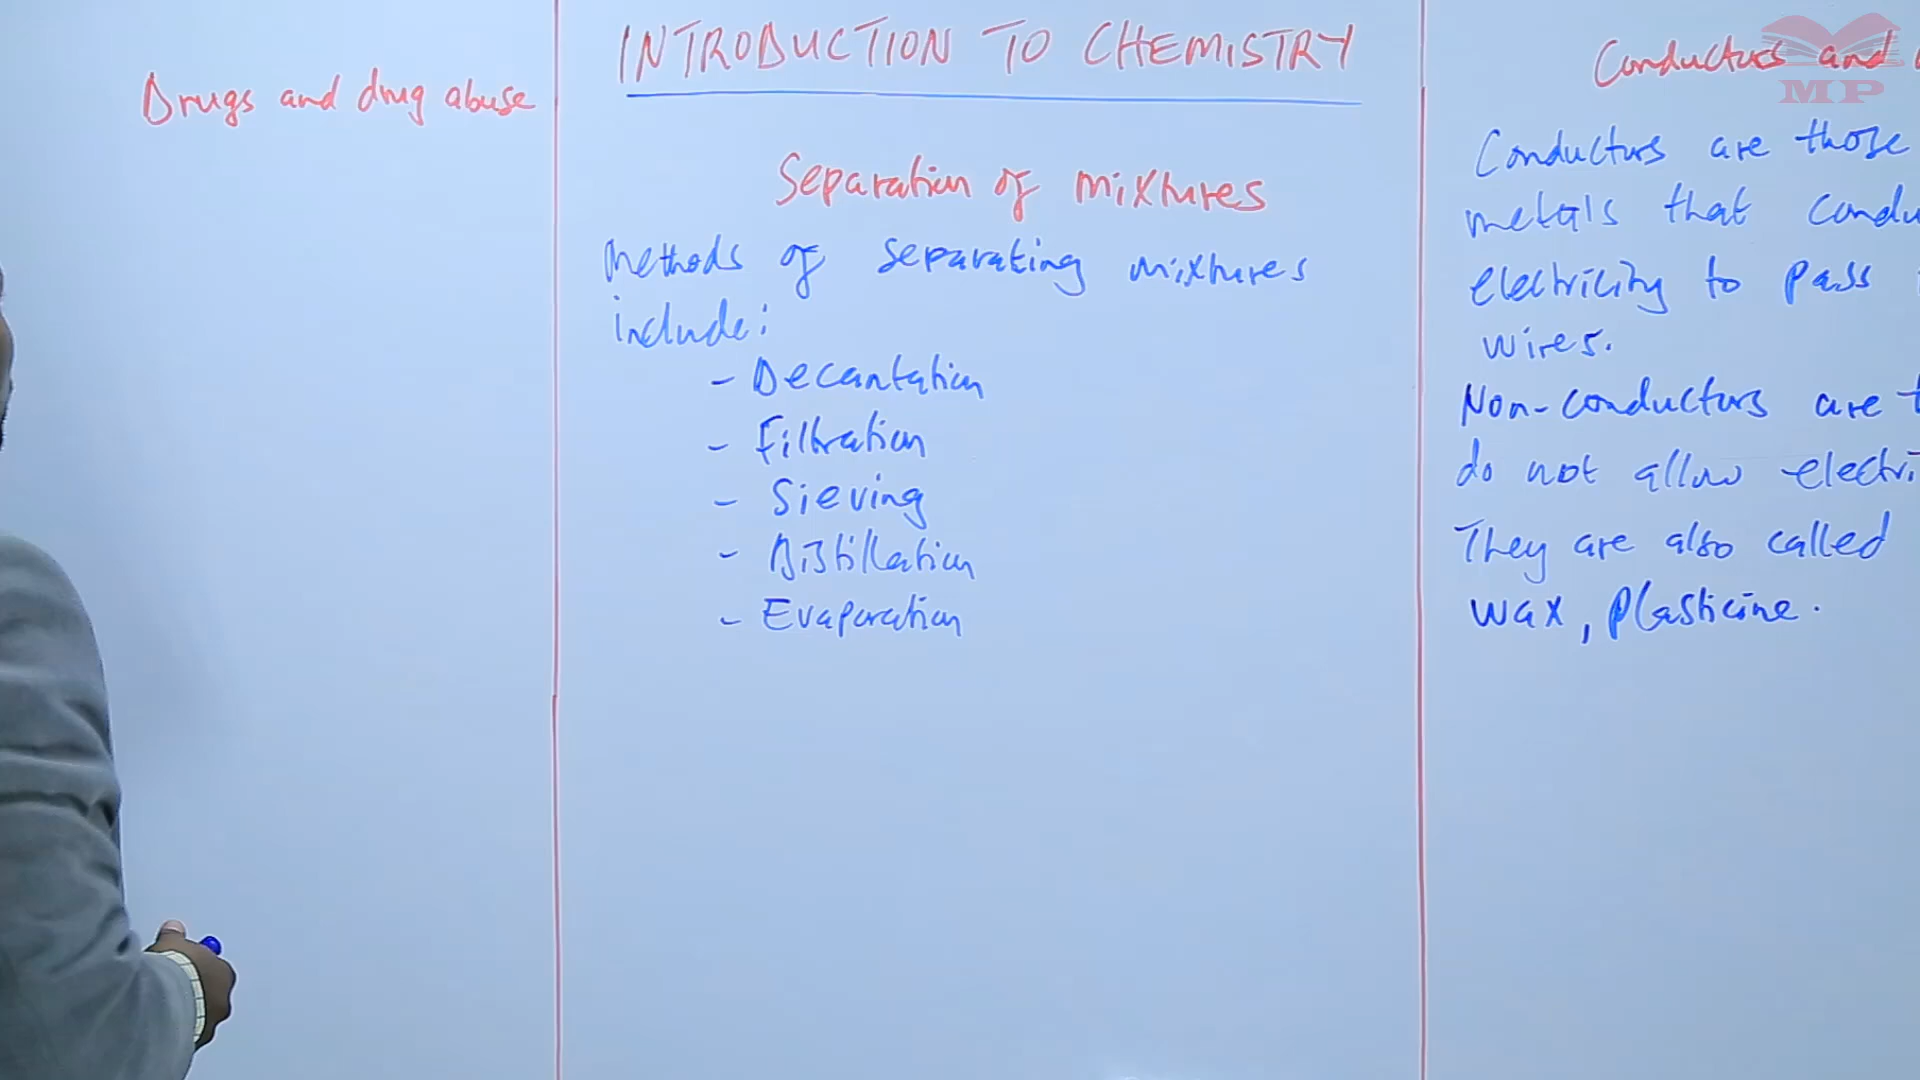 INTRODUCTION TO CHEMISTRY
Drugs and drug abuse
Separation of mixtures
Methods of separating mixtures
include:
- Decantation
- Filtration
- Sieving
- Distillation
- Evaporation
Conductors and
Conductors are those
metals that condu
electricity to pass
wires.
Non-conductors are t
do not allow electri
They are also called
wax, plasticine.
MP